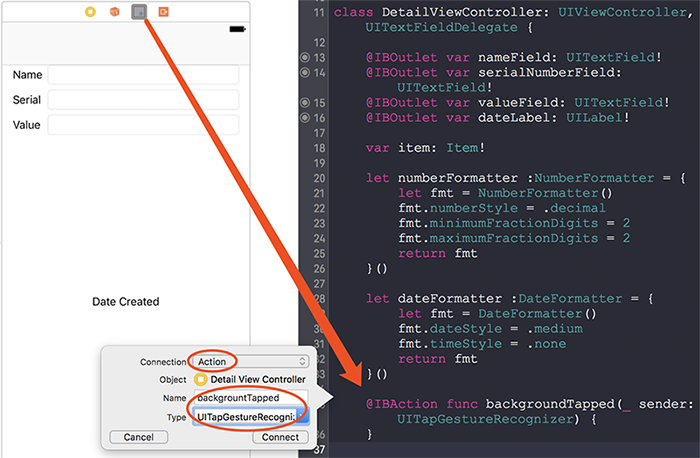 Name
Serial
Value
Date Created
Connection Action
Object Detail View Controller
Name backgrountTapped
Type UITapGestureRecogni
Cancel Connect
11 class DetailViewController: UIViewController,
UITextFieldDelegate {
12
13 @IBOutlet var nameField: UITextField!
14 @IBOutlet var serialNumberField:
UITextField!
15 @IBOutlet var valueField: UITextField!
16 @IBOutlet var dateLabel: UILabel!
17
18 var item: Item!
19
20 let numberFormatter :NumberFormatter = {
21 let fmt = NumberFormatter()
22 fmt.numberStyle = .decimal
23 fmt.minimumFractionDigits = 2
24 fmt.maximumFractionDigits = 2
25 return fmt
26 }()
27
28 let dateFormatter :DateFormatter = {
let fmt = DateFormatter()
30 fmt.dateStyle = .medium
31 fmt.timeStyle = .none
32 return fmt
33 }()
@IBAction func backgroundTapped(_ sender:
UITapGestureRecognizer) {
36 }
37